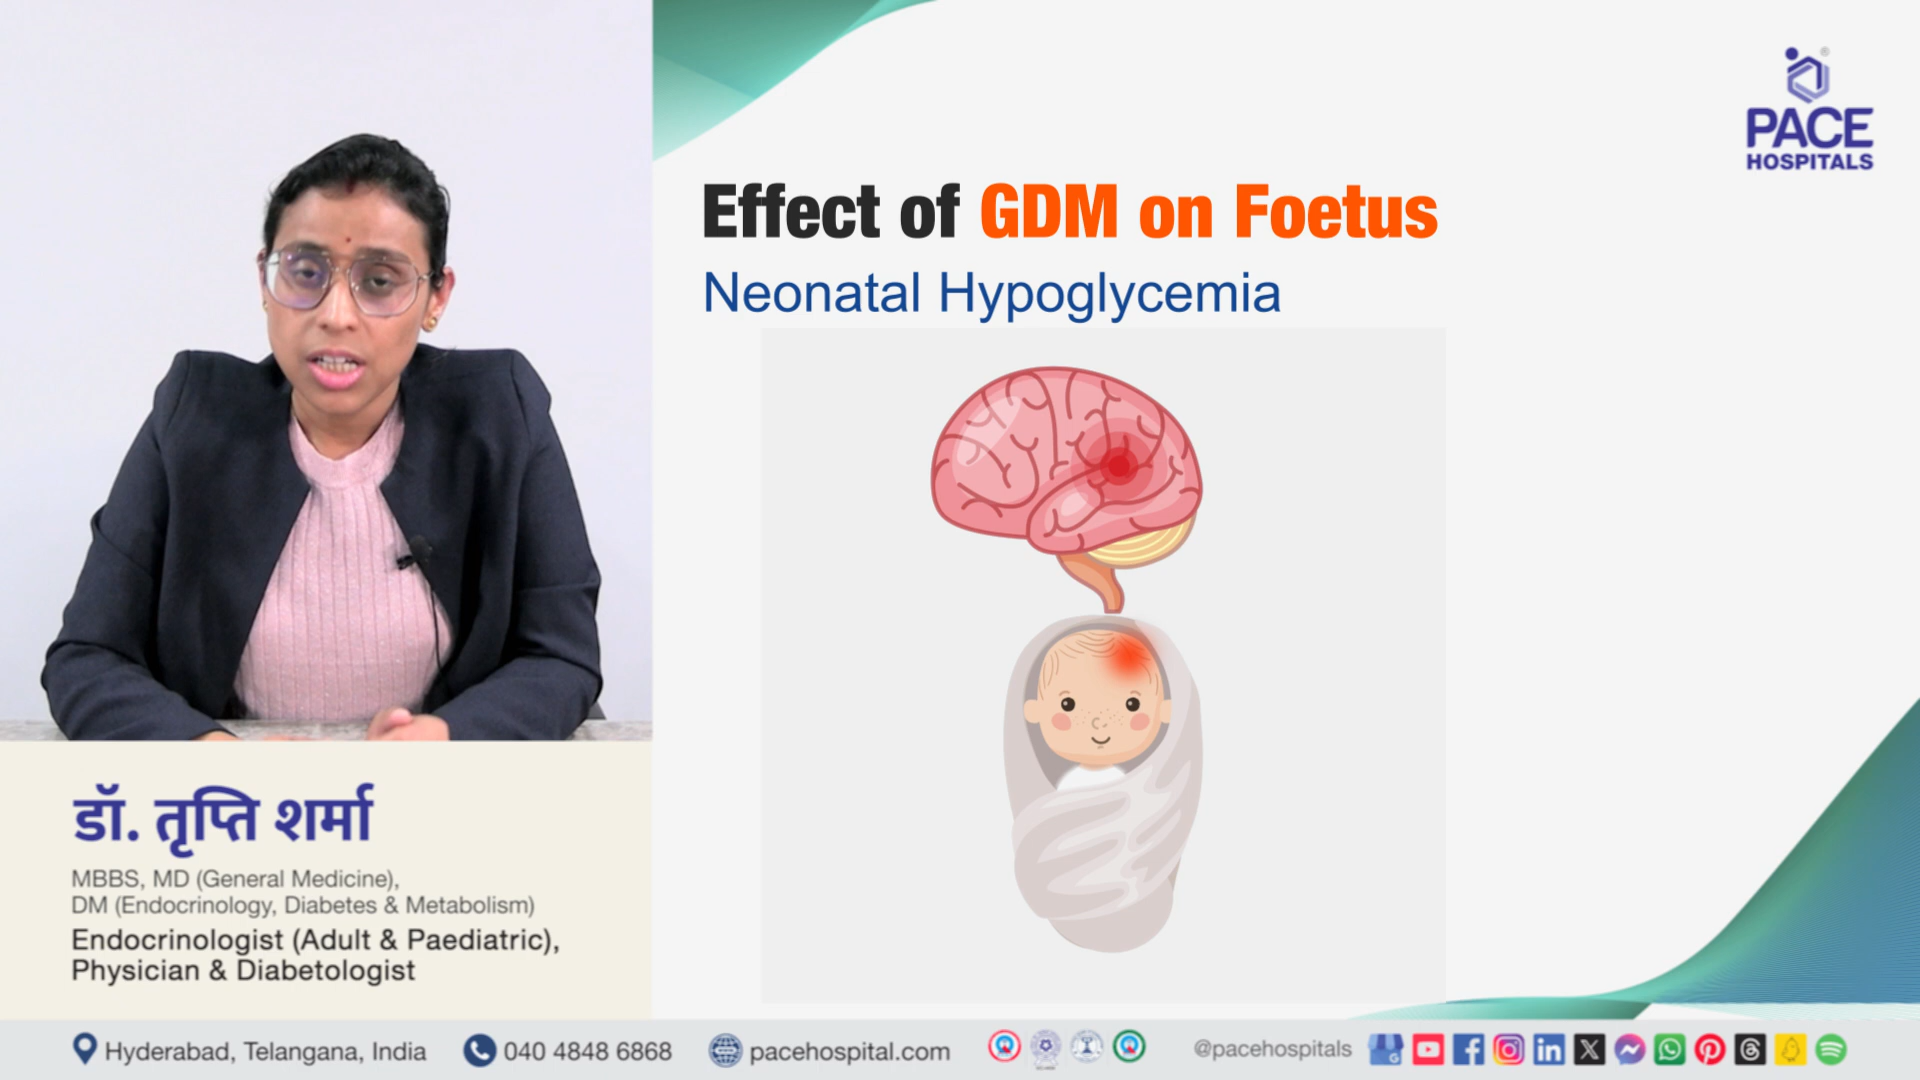 PACE
HOSPITALS
Effect of GDM on Foetus
Neonatal Hypoglycemia
डॉ. तृप्ति शर्मा
MBBS, MD (General Medicine),
DM (Endocrinology, Diabetes & Metabolism)
Endocrinologist (Adult & Paediatric),
Physician & Diabetologist
Hyderabad, Telangana, India
040 4848 6868
pacehospital.com
@pacehospitals